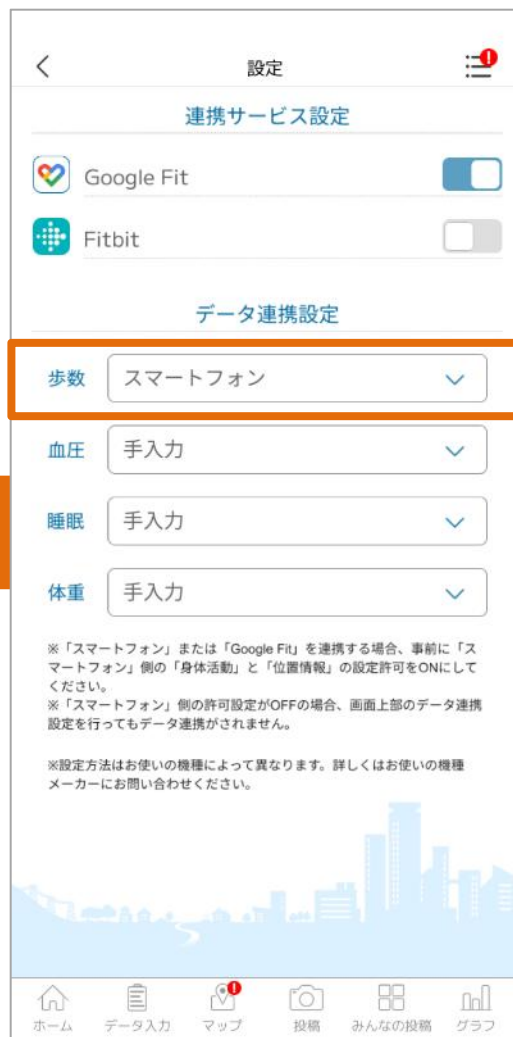 設定
連携サービス設定
Google Fit
Fitbit
データ連携設定
歩数 スマートフォン
血圧 手入力
睡眠 手入力
体重 手入力
※「スマートフォン」または「Google Fit」を連携する場合、事前に「ス
マートフォン」側の「身体活動」と「位置情報」の設定許可をONにして
ください。
※「スマートフォン」側の許可設定がOFFの場合、画面上部のデータ連携
設定を行ってもデータ連携がされません。
※設定方法はお使いの機種によって異なります。詳しくはお使いの機種
メーカーにお問い合わせください。
ホーム データ入力 マップ 投稿 みんなの投稿 グラフ